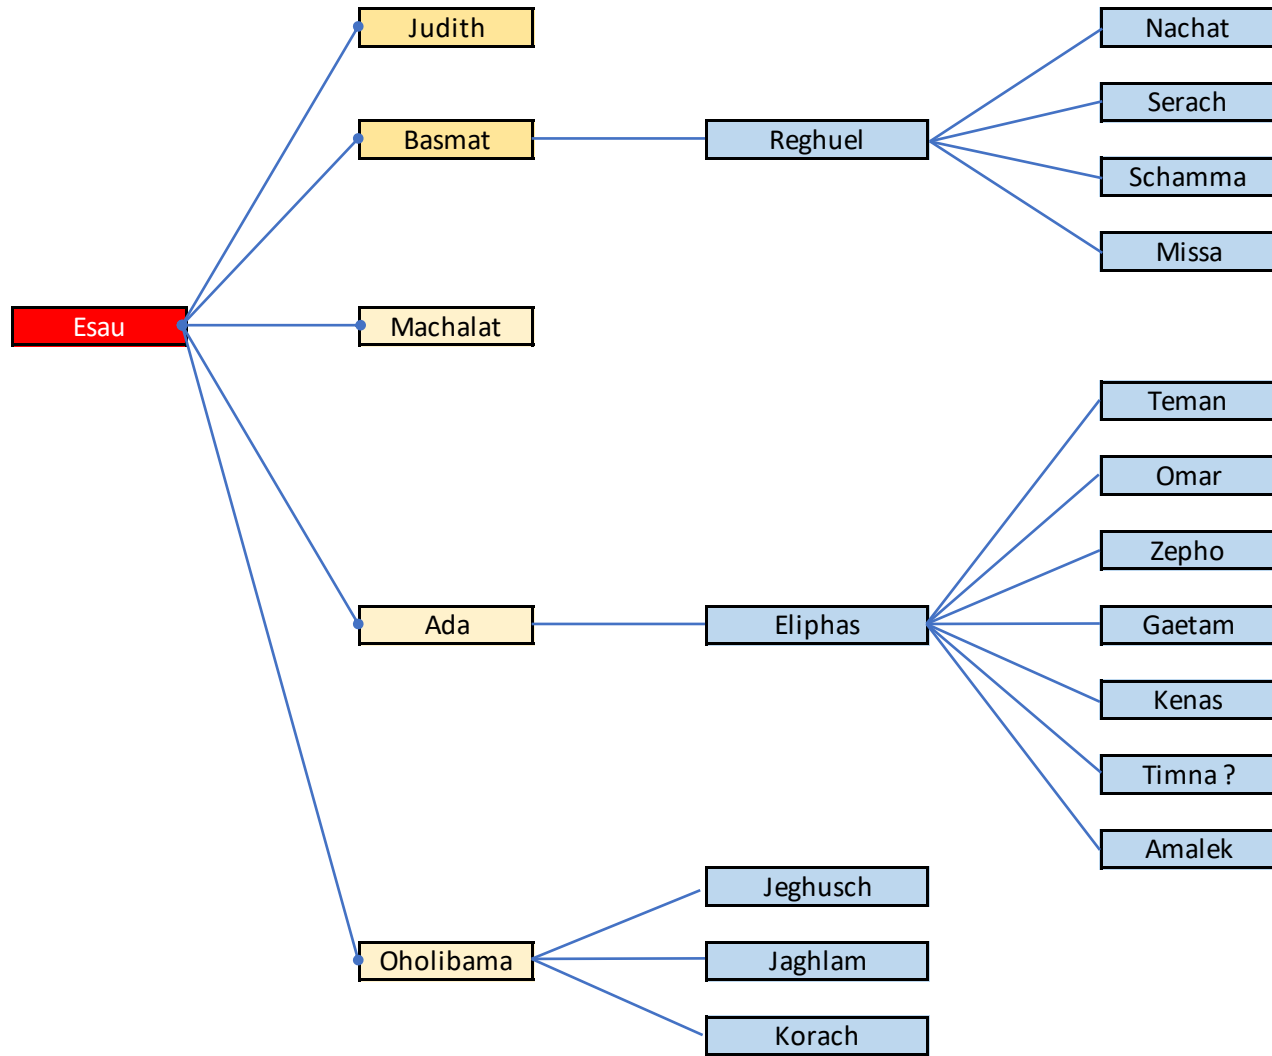 Judith
Nachat
Serach
Basmat
Reghuel
Schamma
Missa
Esau
Machalat
Teman
Omar
Zepho
Ada
Eliphas
Gaetam
Kenas
Timna ?
Amalek
Jeghusch
Oholibama
Jaghlam
Korach